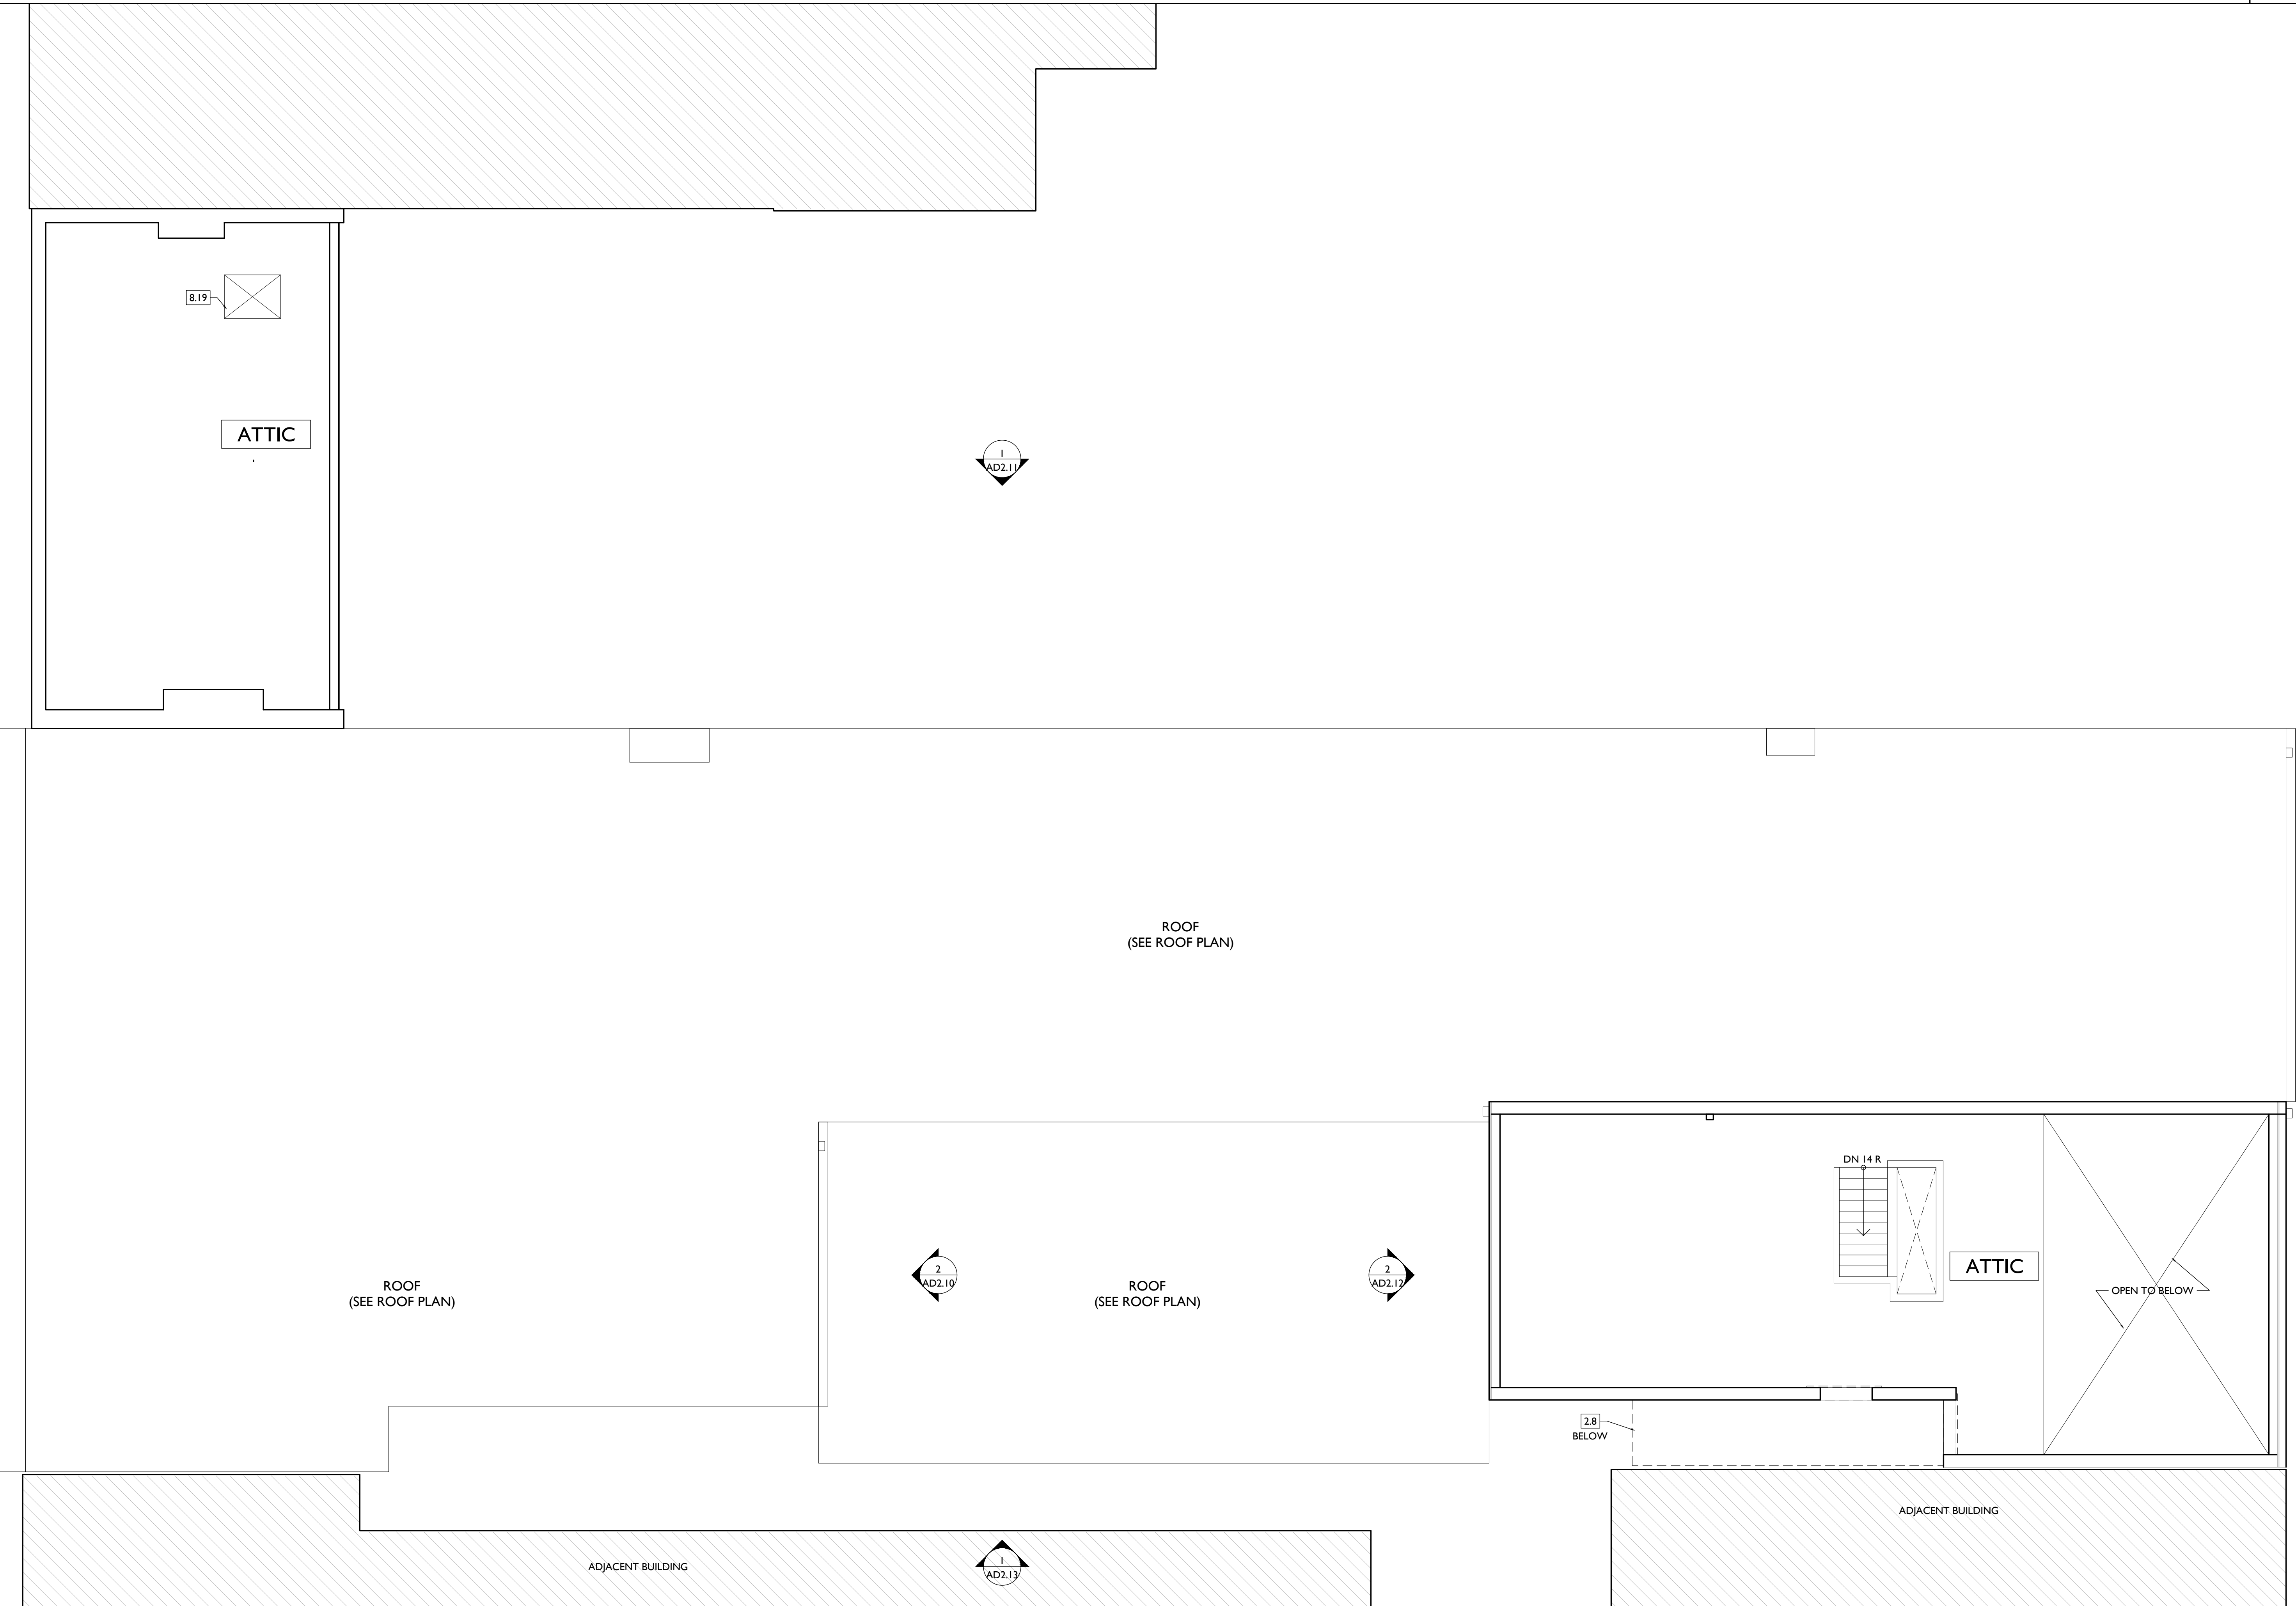 8.19
ATTIC
1
AD2.11
ROOF
(SEE ROOF PLAN)
DN 14 R
2
AD2.10
2
AD2.12
ROOF
(SEE ROOF PLAN)
ROOF
(SEE ROOF PLAN)
ATTIC
OPEN TO BELOW
2.8
BELOW
ADJACENT BUILDING
ADJACENT BUILDING
1
AD2.13